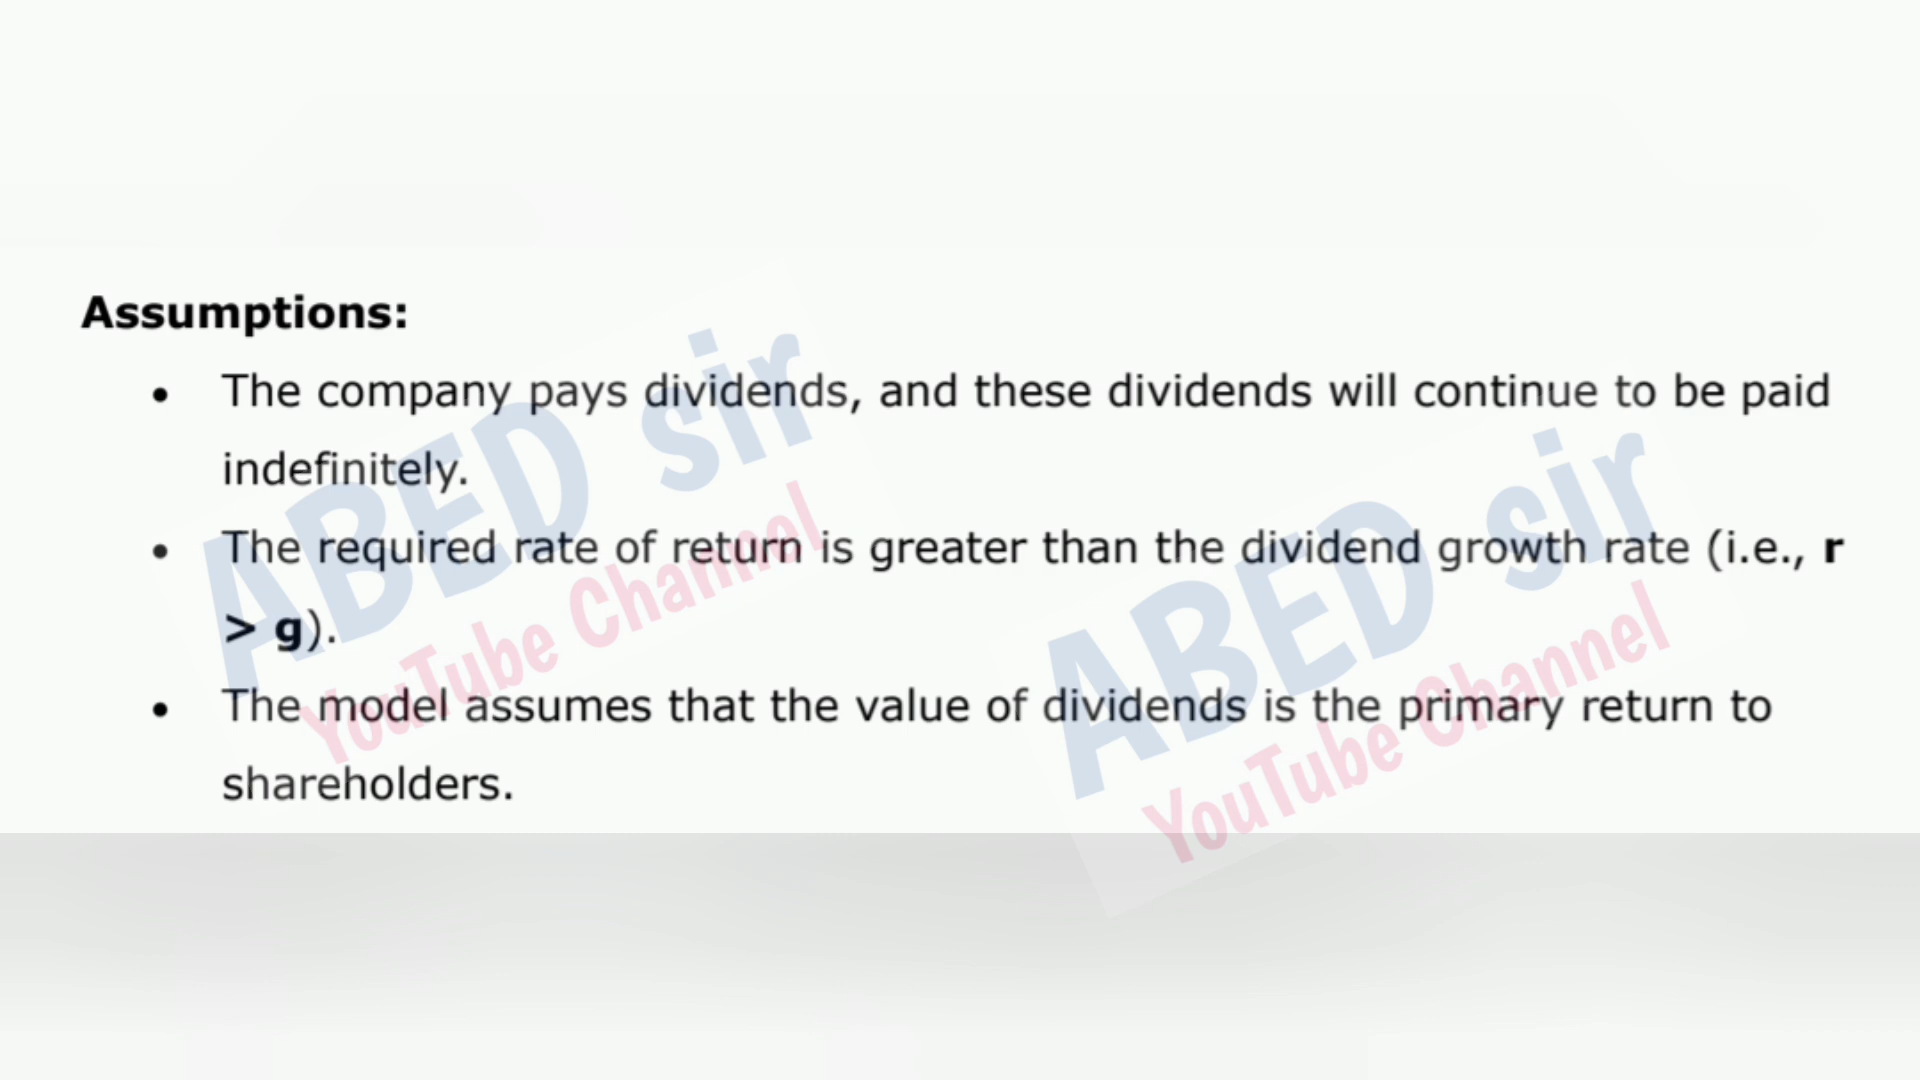 Assumptions:
• The company pays dividends, and these dividends will continue to be paid
indefinitely.
• The required rate of return is greater than the dividend growth rate (i.e., r
> g).
• The model assumes that the value of dividends is the primary return to
shareholders.
ABED sir
YouTube Channel
ABED sir
YouTube Channel